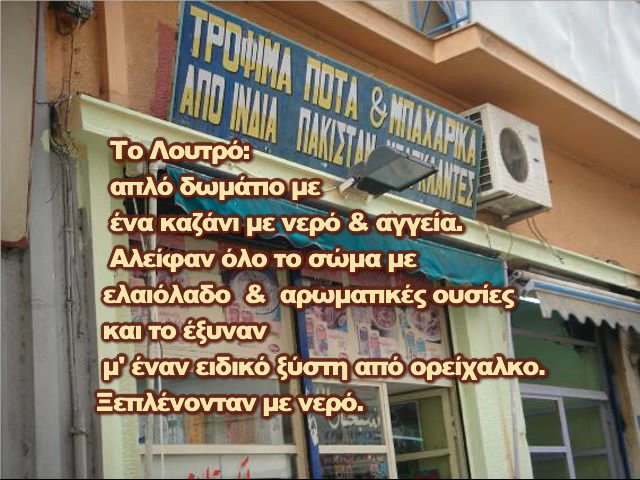 ΤΡΟΦΙΜΑ ΠΟΤΑ & ΜΠΑΧΑΡΙΚΑ
ΑΠΟ ΙΝΔΙΑ ΠΑΚΙΣΤΑΝ
Το Λουτρό:
απλό δωμάτιο με
ένα καζάνι με νερό & αγγεία.
Αλείφαν όλο το σώμα με
ελαιόλαδο & αρωματικές ουσίες
και το έξυναν
μ' έναν ειδικό ξύστη από ορείχαλκο.
Ξεπλένονταν με νερό.